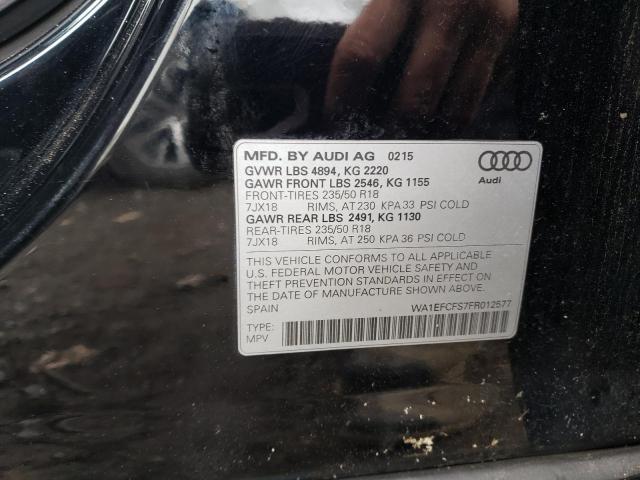 MFD. BY AUDI AG 0215
GVWR LBS 4894, KG 2220
GAWR FRONT LBS 2546, KG 1155
FRONT-TIRES 235/50 R18
7JX18 RIMS, AT 230 KPA 33 PSI COLD
GAWR REAR LBS 2491, KG 1130
REAR-TIRES 235/50 R18
7JX18 RIMS, AT 250 KPA 36 PSI COLD
Audi
THIS VEHICLE CONFORMS TO ALL APPLICABLE
U.S. FEDERAL MOTOR VEHICLE SAFETY AND
THEFT PREVENTION STANDARDS IN EFFECT ON
THE DATE OF MANUFACTURE SHOWN ABOVE.
SPAIN WA1EFCFS7FR012577
TYPE:
MPV